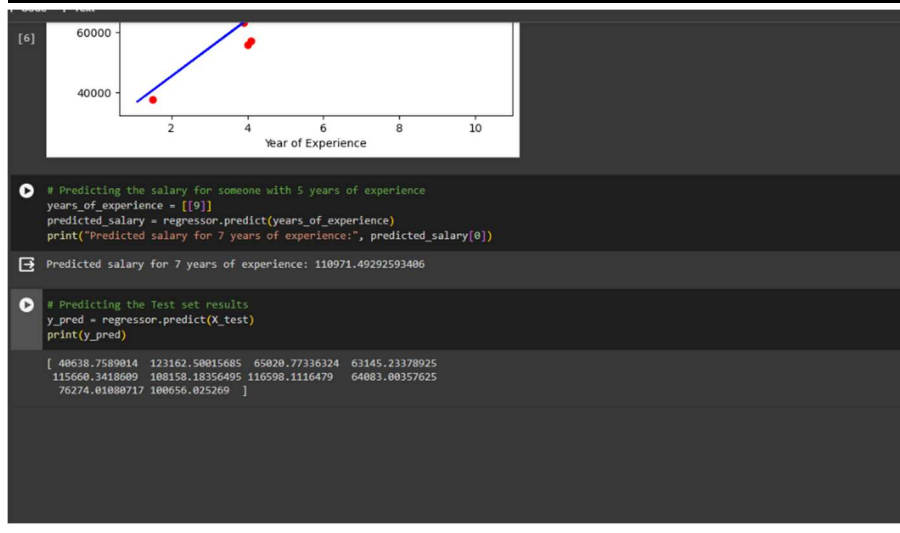 [6]
60000
40000
2 4 6 8 10
Year of Experience
# Predicting the salary for someone with 5 years of experience
years_of_experience = [[9]]
predicted_salary = regressor.predict(years_of_experience)
print("Predicted salary for 7 years of experience:", predicted_salary[0])
Predicted salary for 7 years of experience: 110971.49292593406
# Predicting the Test set results
y_pred = regressor.predict(X_test)
print(y_pred)
[ 40638.7589014 123162.50015685 65020.77336324 63145.23378925
115660.3418609 108158.18356495 116598.1116479 64083.00357625
76274.01080717 100656.025269 ]